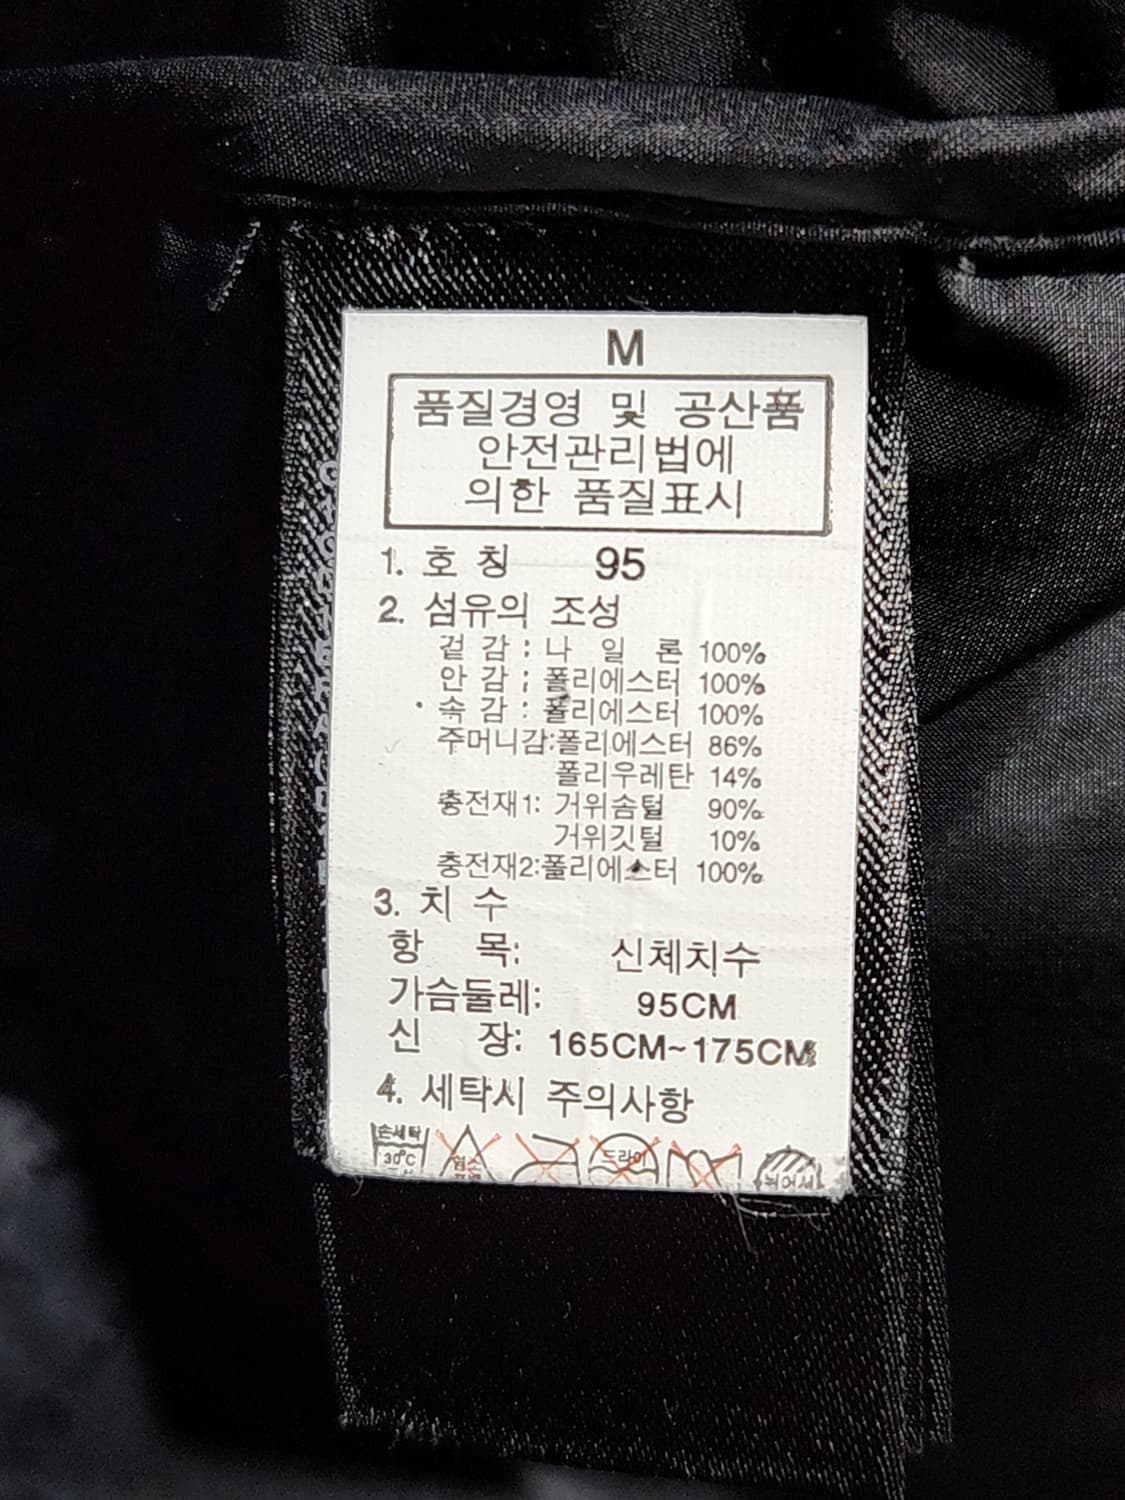 M
품질경영 및 공산품
안전관리법에
의한 품질표시
1. 호 칭 95
2. 섬유의 조성
겉 감 : 나 일 론 100%
안 감 : 폴리에스터 100%
속 감 : 폴리에스터 100%
주머니감:폴리에스터 86%
폴리우레탄 14%
충전재1: 거위솜털 90%
거위깃털 10%
충전재2:폴리에스터 100%
3. 치 수
항 목: 신체치수
가슴둘레: 95CM
신 장: 165CM~175CM
4. 세탁시 주의사항
손세탁
30°C
염소
드라이